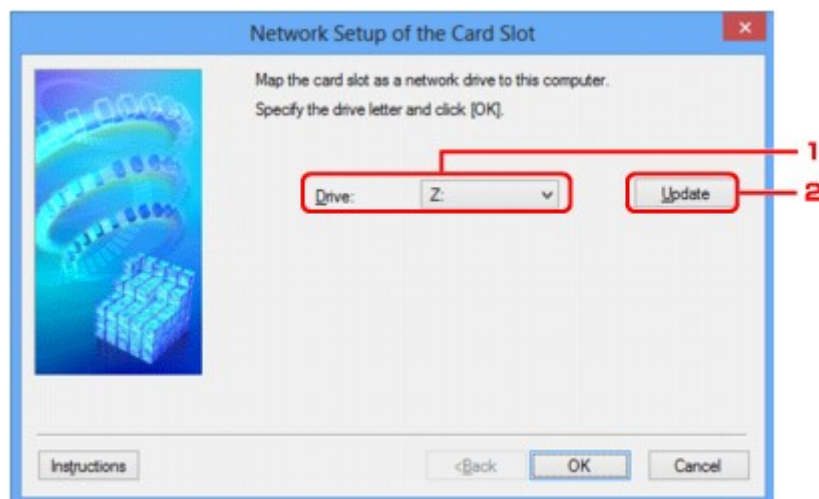 Network Setup of the Card Slot
Map the card slot as a network drive to this computer.
Specify the drive letter and click [OK].
1
Drive: Z: Update
2
Instructions <Back OK Cancel